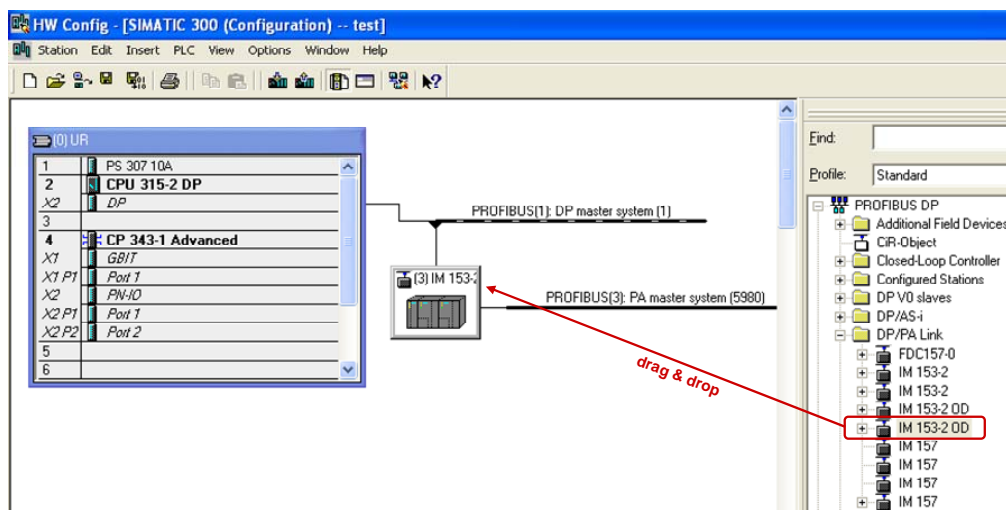 HW Config - [SIMATIC 300 (Configuration) -- test]
Station Edit Insert PLC View Options Window Help
(0) UR
1 PS 307 10A
2 CPU 315-2 DP
X2 DP
3
4 CP 343-1 Advanced
X1 GBIT
X1 P1 Port 1
X2 PN-IO
X2 P1 Port 1
X2 P2 Port 2
5
6
PROFIBUS(1): DP master system (1)
(3) IM 153-2
PROFIBUS(3): PA master system (5980)
drag & drop
Find:
Profile: Standard
PROFIBUS DP
Additional Field Devices
CiR-Object
Closed-Loop Controller
Configured Stations
DP V0 slaves
DP/AS-i
DP/PA Link
FDC157-0
IM 153-2
IM 153-2
IM 153-2 OD
IM 153-2 OD
IM 157
IM 157
IM 157
IM 157